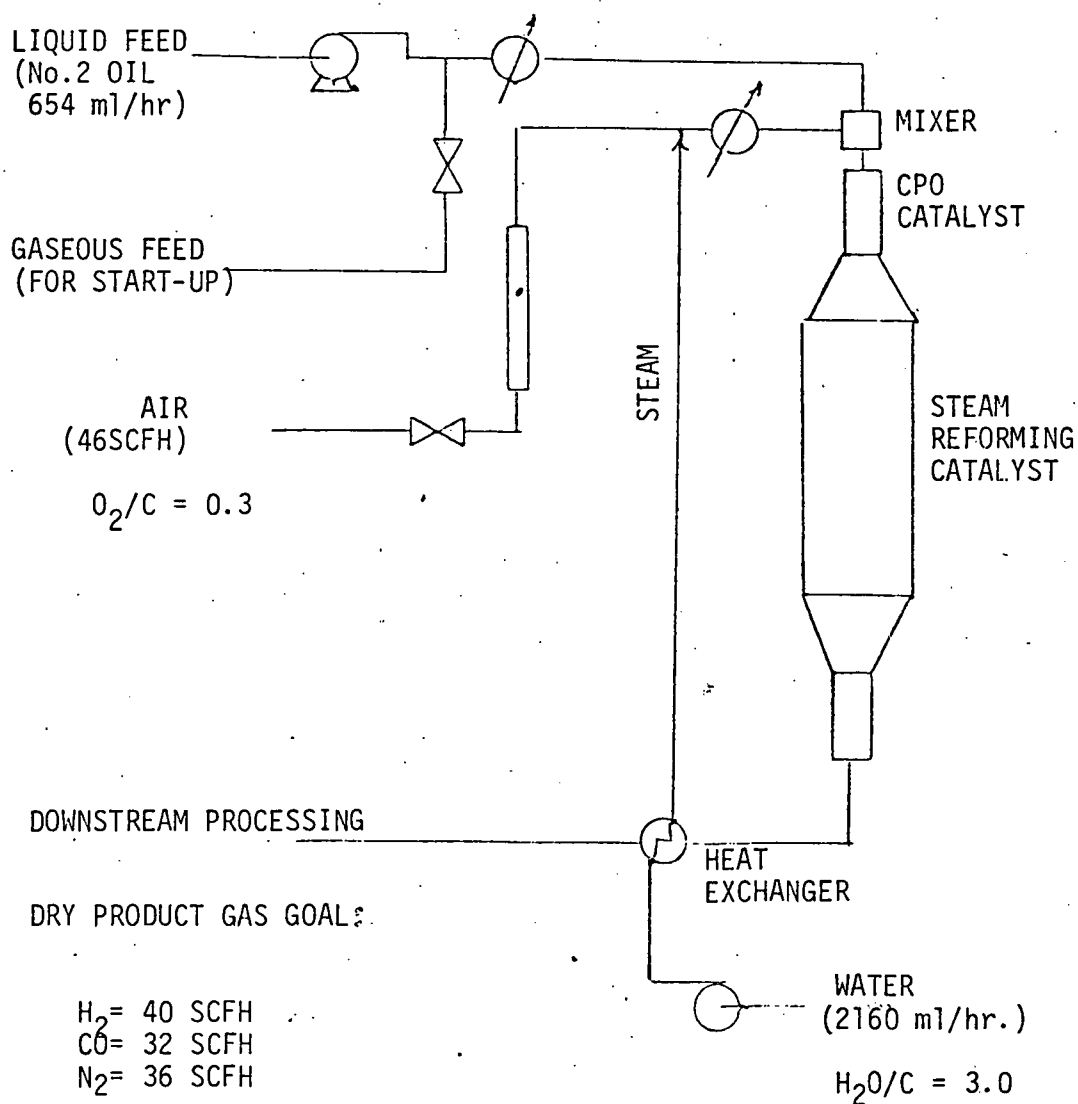 LIQUID FEED
(No.2 OIL
654 ml/hr)
MIXER
CPO
CATALYST
GASEOUS FEED
(FOR START-UP)
STEAM
AIR
(46SCFH)
O₂/C = 0.3
STEAM
REFORMING
CATALYST
DOWNSTREAM PROCESSING
HEAT
EXCHANGER
DRY PRODUCT GAS GOAL:
H₂= 40 SCFH
CO= 32 SCFH
N₂= 36 SCFH
WATER
(2160 ml/hr.)
H₂O/C = 3.0